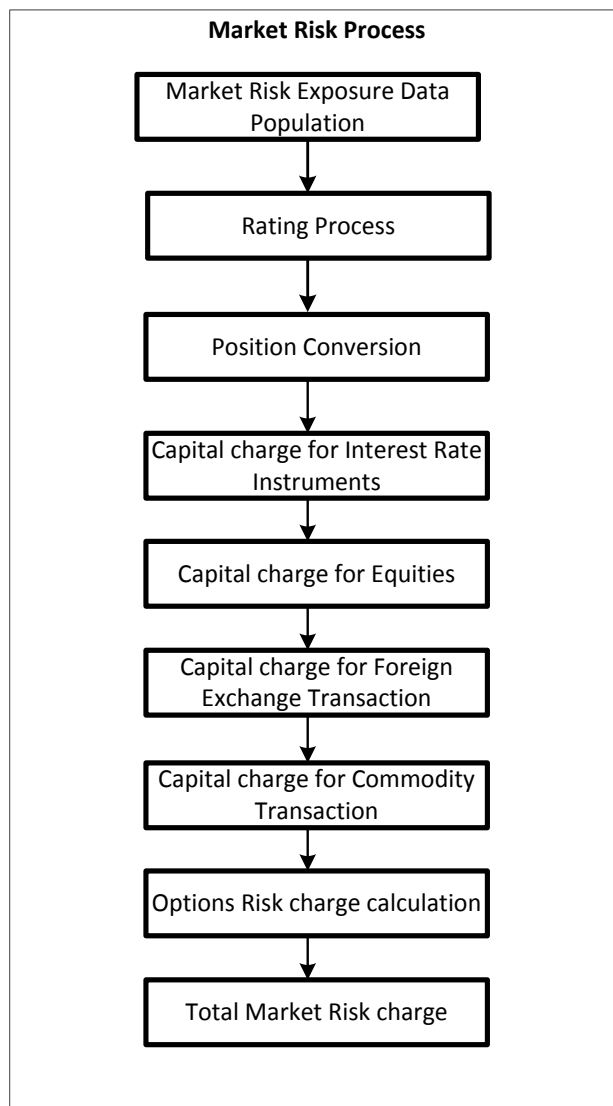 Market Risk Process
Market Risk Exposure Data
Population
Rating Process
Position Conversion
Capital charge for Interest Rate
Instruments
Capital charge for Equities
Capital charge for Foreign
Exchange Transaction
Capital charge for Commodity
Transaction
Options Risk charge calculation
Total Market Risk charge